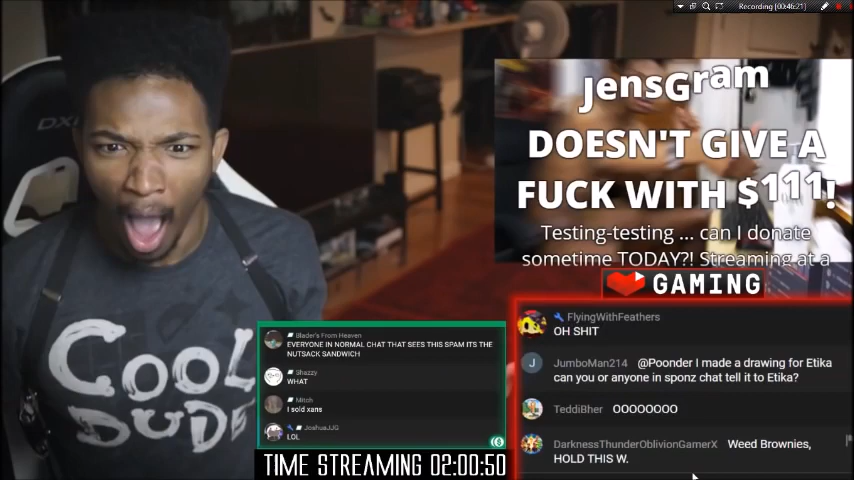 Recording [00:46:21]
DX
JensGram
DOESN'T GIVE A
FUCK WITH $111!
Testing-testing ... can I donate
sometime TODAY?! Streaming at a
GAMING
COOL
DUDE
Blader's From Heaven
EVERYONE IN NORMAL CHAT THAT SEES THIS SPAM ITS THE
NUTSACK SANDWICH
Shazzy
WHAT
Mitch
I sold xans
JoshuaJJG
LOL
TIME STREAMING 02:00:50
FlyingWithFeathers
OH SHIT
J
JumboMan214 @Poonder I made a drawing for Etika
can you or anyone in sponz chat tell it to Etika?
TeddiBher OOOOOOOO
DarknessThunderOblivionGamerX Weed Brownies,
HOLD THIS W.